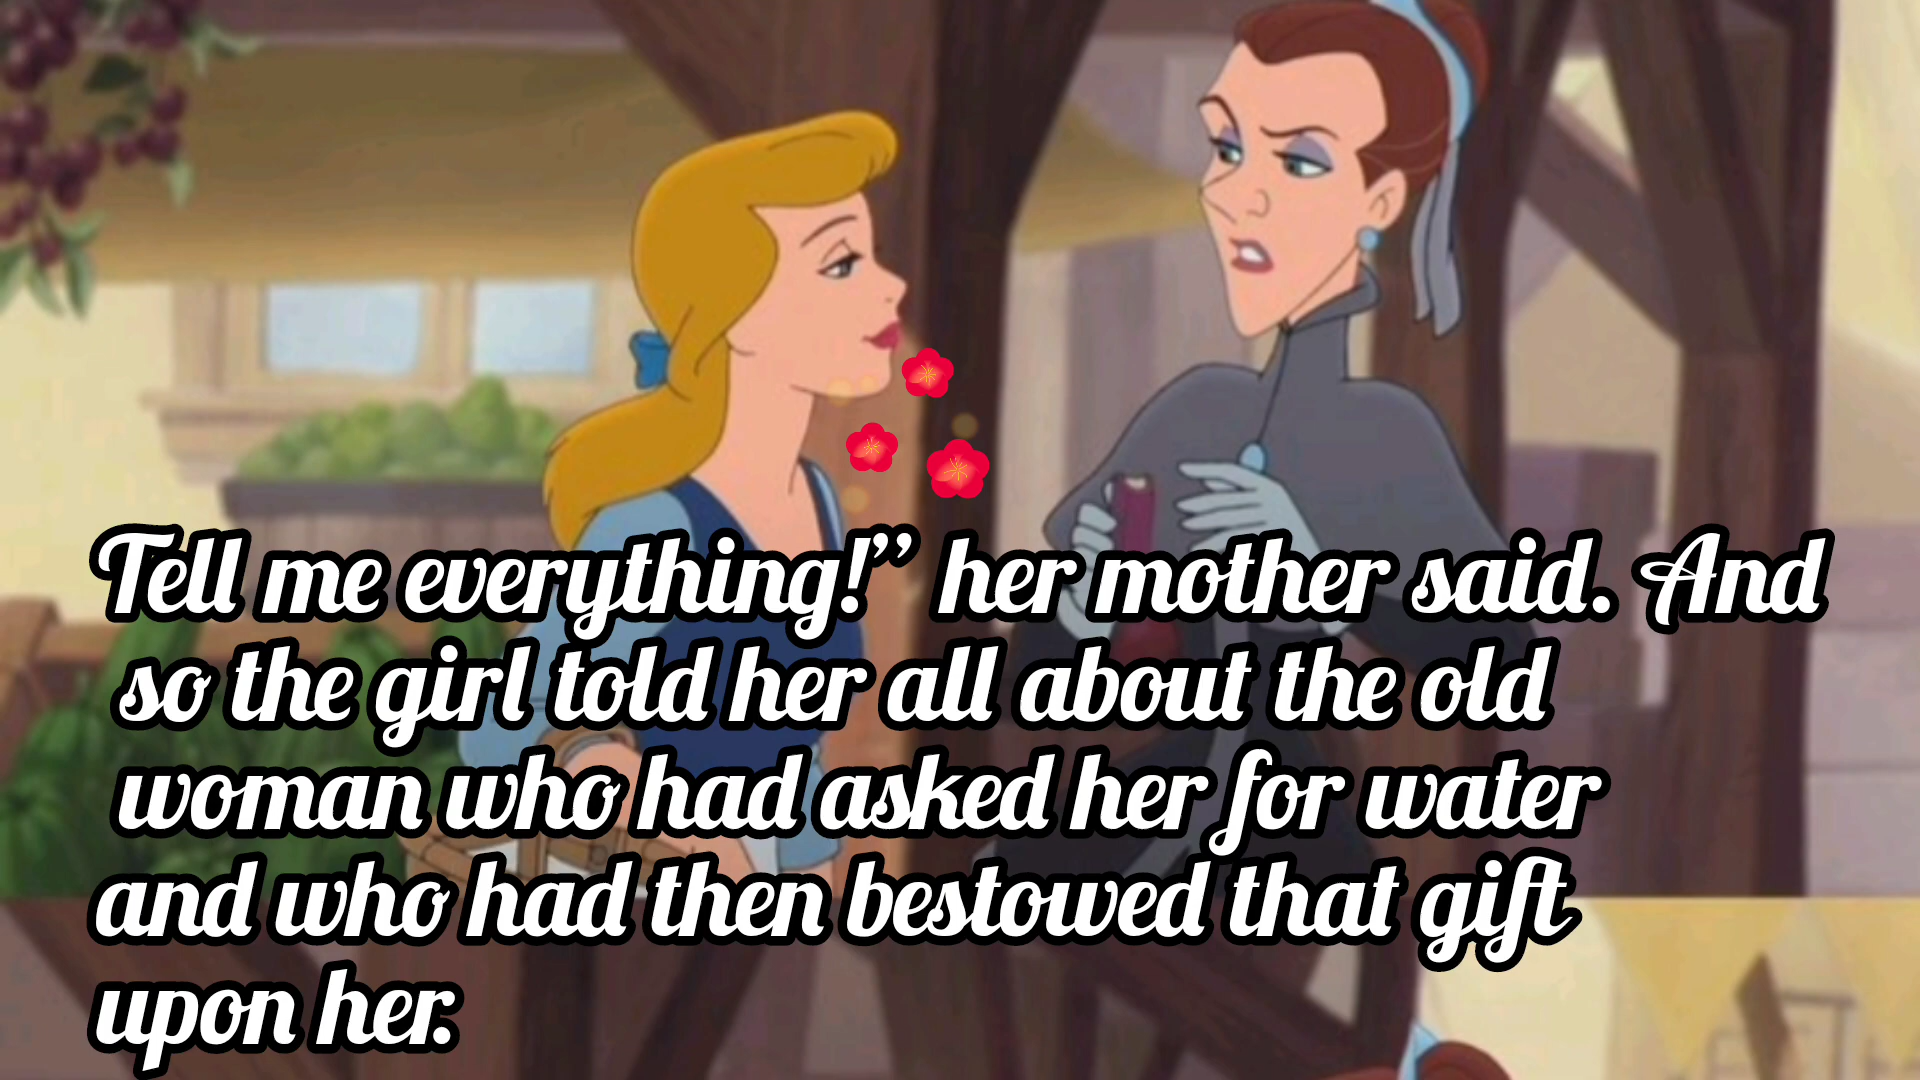 Tell me everything!” her mother said. And
so the girl told her all about the old
woman who had asked her for water
and who had then bestowed that gift
upon her.